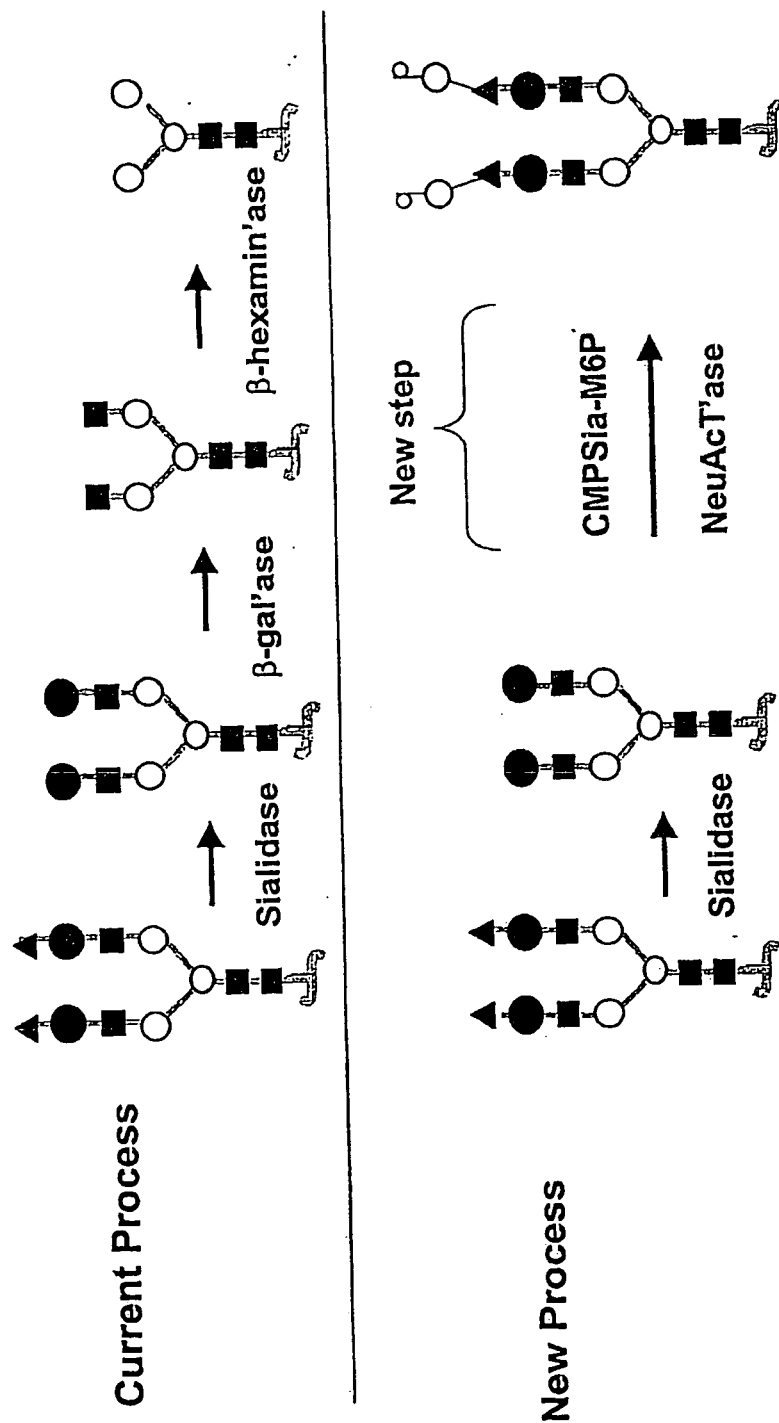 Current Process
Sialidase
β-gal'ase
β-hexamin'ase
New Process
Sialidase
New step
CMPSia-M6P
NeuAcT'ase